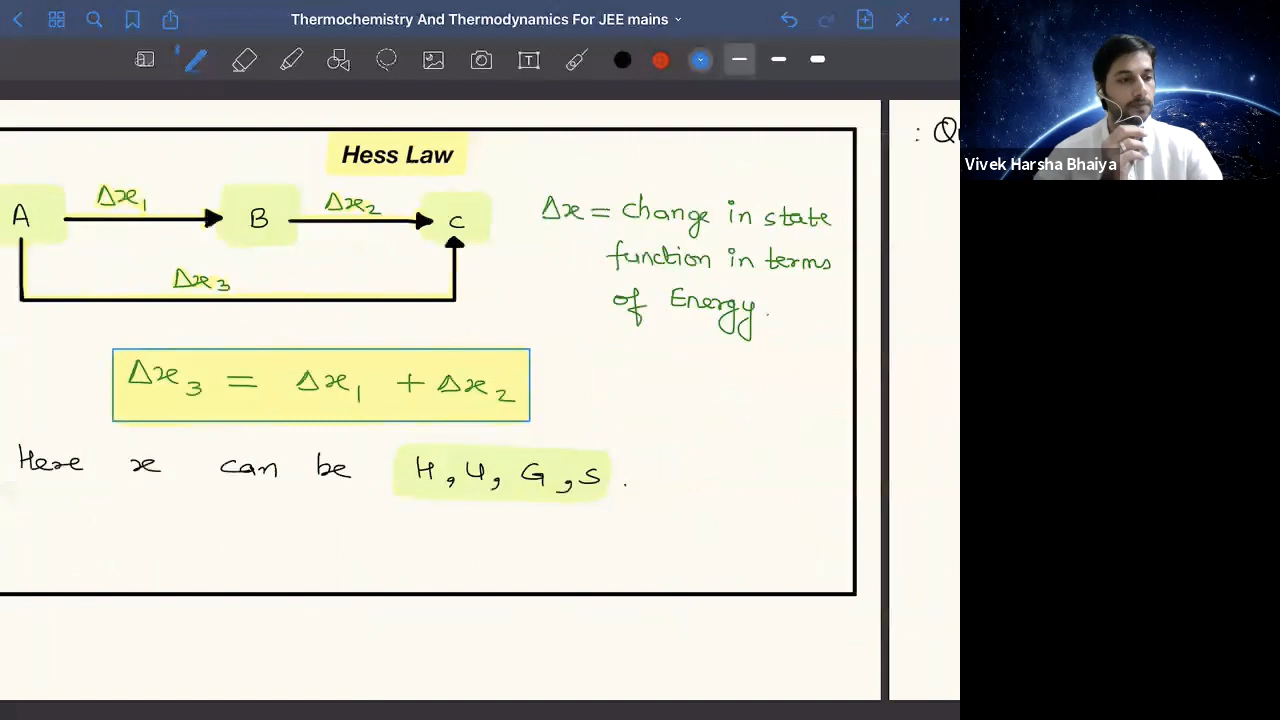 Thermochemistry And Thermodynamics For JEE mains
Hess Law
A Δx₁ B Δx₂ C
Δx₃
Δx = change in state
function in terms
of Energy.
Δx₃ = Δx₁ + Δx₂
Here x can be H, U, G, S.
: Qu
Vivek Harsha Bhaiya